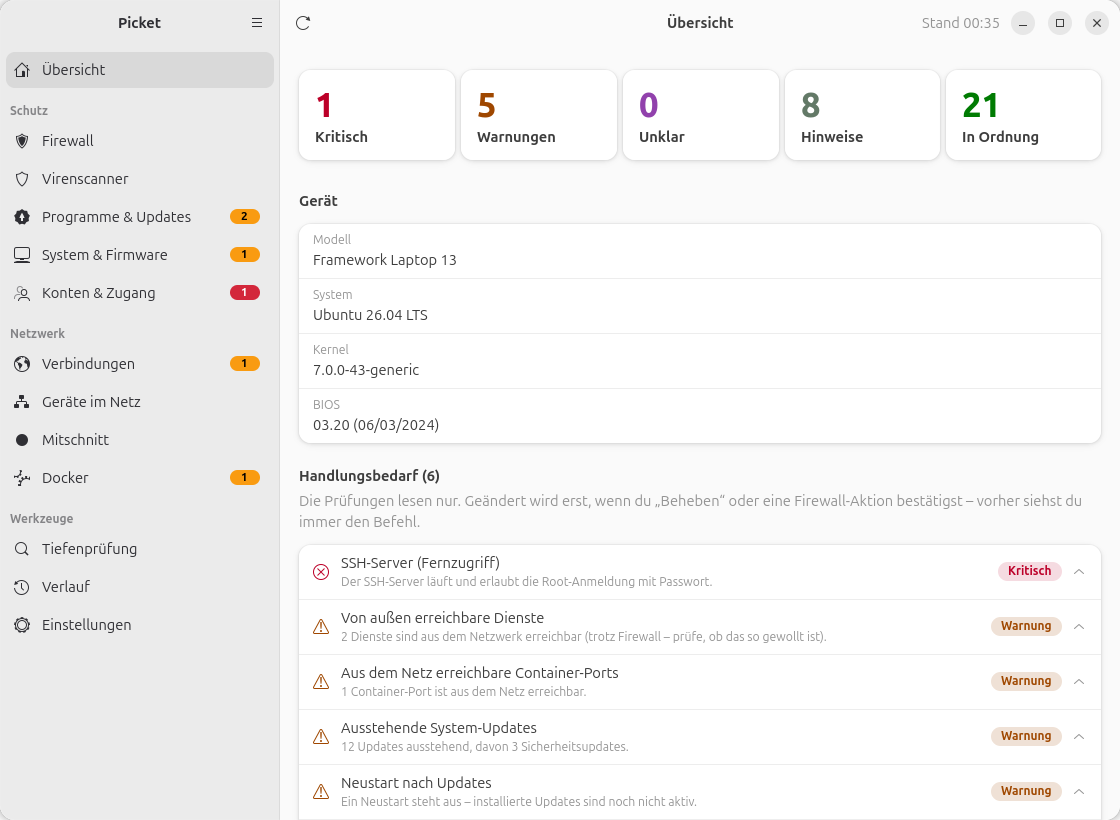 Picket
Übersicht
Stand 00:35
Übersicht
Schutz
Firewall
Virenscanner
Programme & Updates
2
System & Firmware
1
Konten & Zugang
1
Netzwerk
Verbindungen
1
Geräte im Netz
Mitschnitt
Docker
1
Werkzeuge
Tiefenprüfung
Verlauf
Einstellungen
1
Kritisch
5
Warnungen
0
Unklar
8
Hinweise
21
In Ordnung
Gerät
Modell
Framework Laptop 13
System
Ubuntu 26.04 LTS
Kernel
7.0.0-43-generic
BIOS
03.20 (06/03/2024)
Handlungsbedarf (6)
Die Prüfungen lesen nur. Geändert wird erst, wenn du „Beheben“ oder eine Firewall-Aktion bestätigst – vorher siehst du
immer den Befehl.
SSH-Server (Fernzugriff)
Der SSH-Server läuft und erlaubt die Root-Anmeldung mit Passwort.
Kritisch
Von außen erreichbare Dienste
2 Dienste sind aus dem Netzwerk erreichbar (trotz Firewall – prüfe, ob das so gewollt ist).
Warnung
Aus dem Netz erreichbare Container-Ports
1 Container-Port ist aus dem Netz erreichbar.
Warnung
Ausstehende System-Updates
12 Updates ausstehend, davon 3 Sicherheitsupdates.
Warnung
Neustart nach Updates
Ein Neustart steht aus – installierte Updates sind noch nicht aktiv.
Warnung